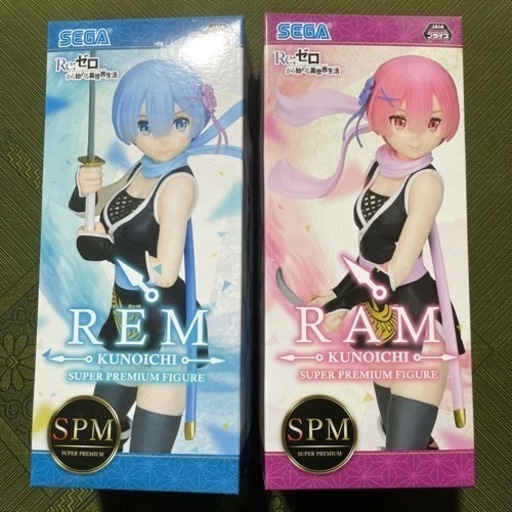 SEGA
Re:ゼロ
から始める異世界生活
REM
KUNOICHI
SUPER PREMIUM FIGURE
SPM
SUPER PREMIUM
SEGA
JAIA
プライズ
Re:ゼロ
から始める異世界生活
RAM
KUNOICHI
SUPER PREMIUM FIGURE
SPM
SUPER PREMIUM